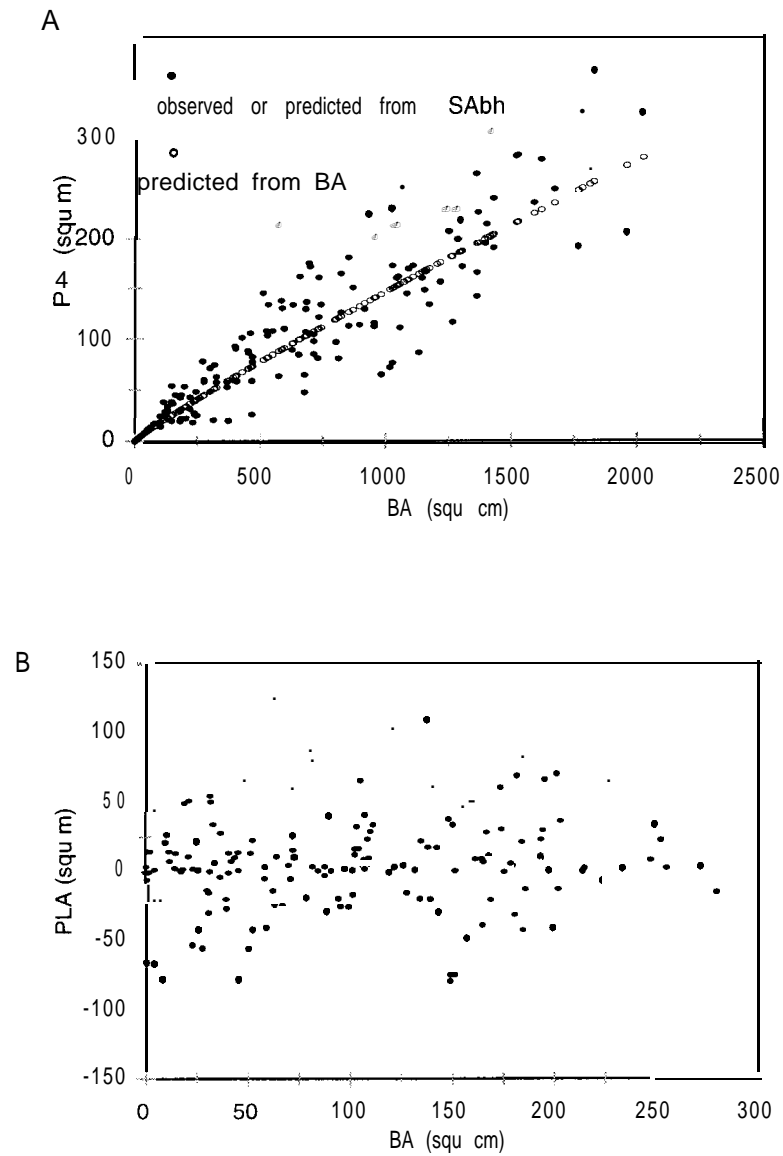 A
observed or predicted from SAbh
predicted from BA
P4 (squ m)
300
200
100
0
0 500 1000 1500 2000 2500
BA (squ cm)
B
PLA (squ m)
150
100
50
0
-50
-100
-150
0 50 100 150 200 250 300
BA (squ cm)